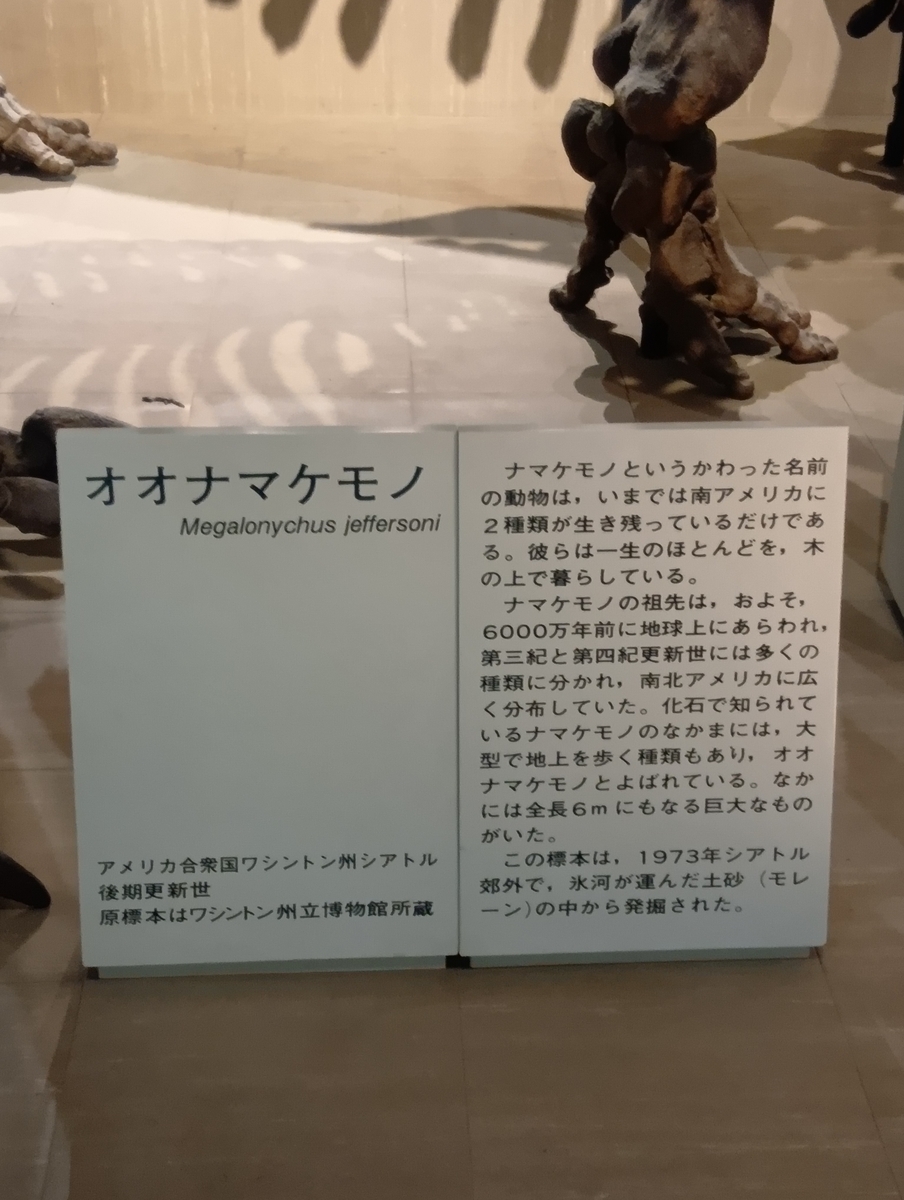 オオナマケモノ
Megalonychus jeffersoni
アメリカ合衆国ワシントン州シアトル
後期更新世
原標本はワシントン州立博物館所蔵
ナマケモノというかわった名前
の動物は，いまでは南アメリカに
2種類が生き残っているだけであ
る。彼らは一生のほとんどを，木
の上で暮らしている。
ナマケモノの祖先は，およそ，
6000万年前に地球上にあらわれ，
第三紀と第四紀更新世には多くの
種類に分かれ，南北アメリカに広
く分布していた。化石で知られて
いるナマケモノのなかまには，大
型で地上を歩く種類もあり，オオ
ナマケモノとよばれている。なか
には全長6mにもなる巨大なもの
がいた。
この標本は，1973年シアトル
郊外で，氷河が運んだ土砂（モレ
ーン)の中から発掘された。